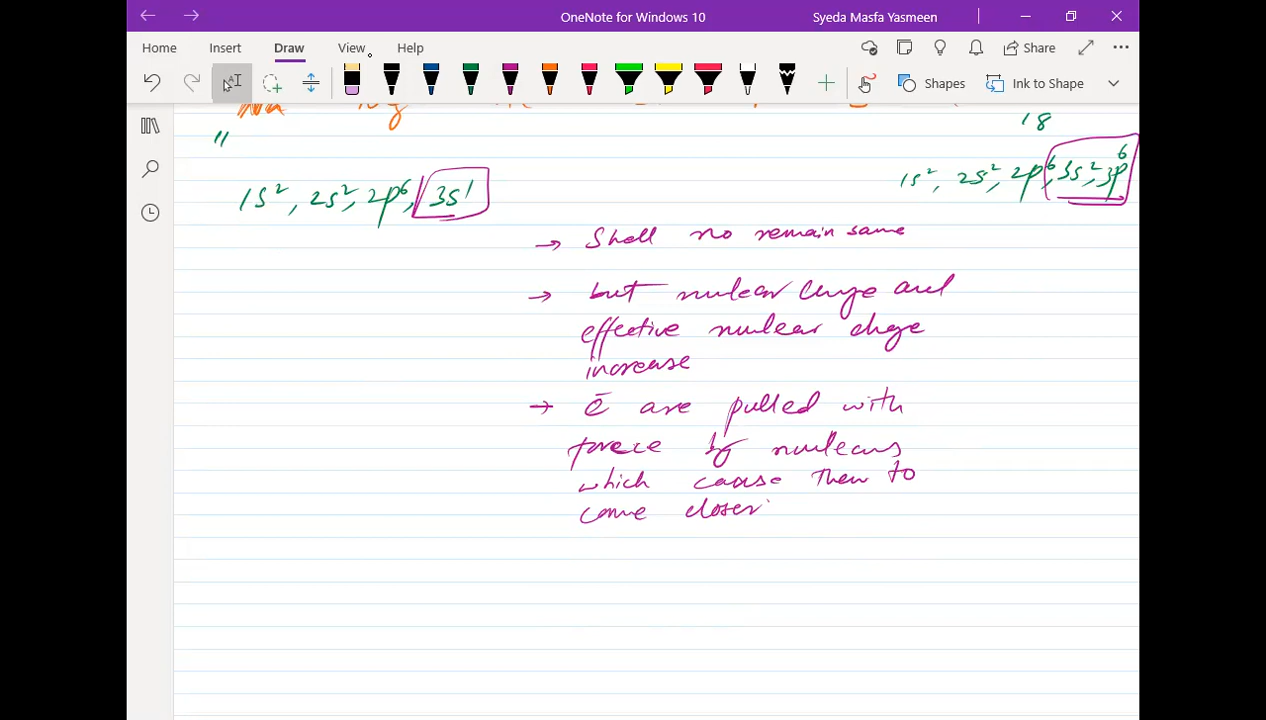 OneNote for Windows 10
Syeda Masfa Yasmeen
Home Insert Draw View Help
Share
Shapes Ink to Shape
18
11
1s², 2s², 2p⁶, 3s¹
1s², 2s², 2p⁶, 3s², 3p⁶
→ Shell no remain same
→ but nuclear charge and
effective nuclear charge
increase
→ ē are pulled with
force by nucleus
which cause them to
come closer